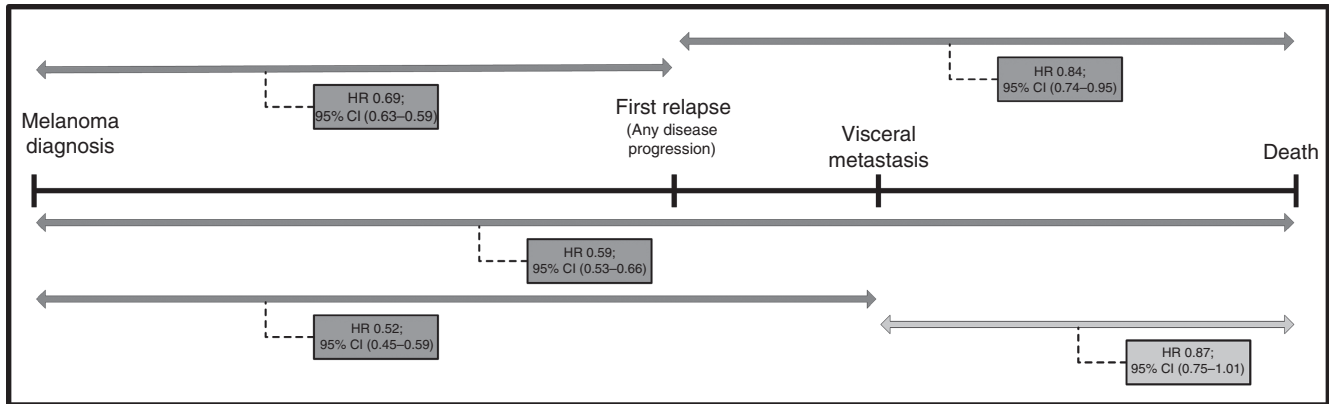 HR 0.69;
95% CI (0.63–0.59)
HR 0.84;
95% CI (0.74–0.95)
Melanoma
diagnosis
First relapse
(Any disease
progression)
Visceral
metastasis
Death
HR 0.59;
95% CI (0.53–0.66)
HR 0.52;
95% CI (0.45–0.59)
HR 0.87;
95% CI (0.75–1.01)